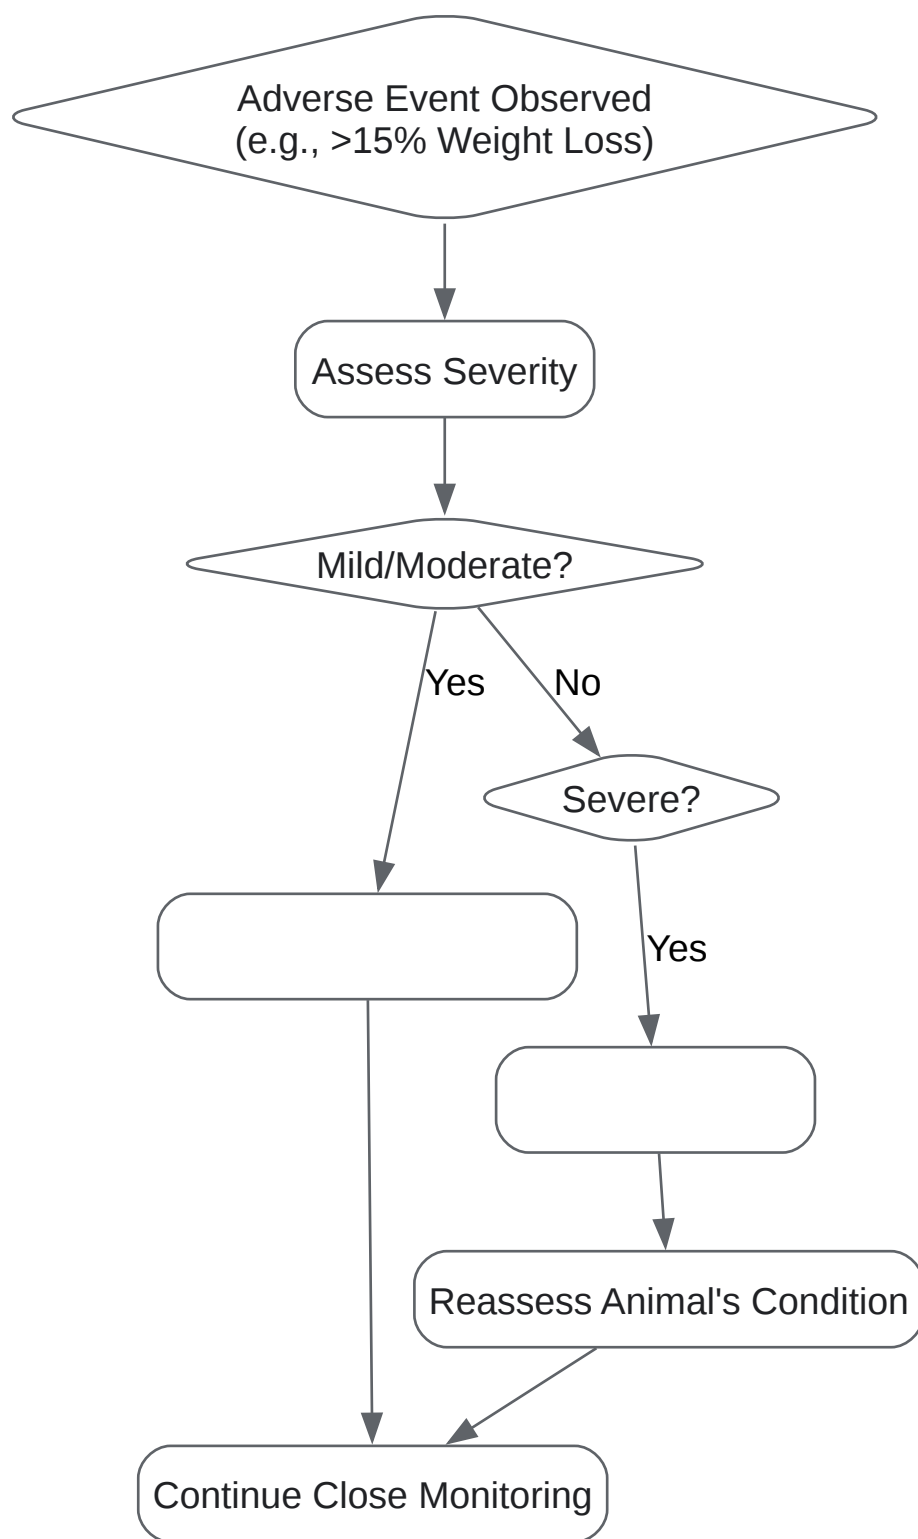 Adverse Event Observed
(e.g., >15% Weight Loss)
Assess Severity
Mild/Moderate?
Yes
No
Severe?
Yes
Reassess Animal's Condition
Continue Close Monitoring